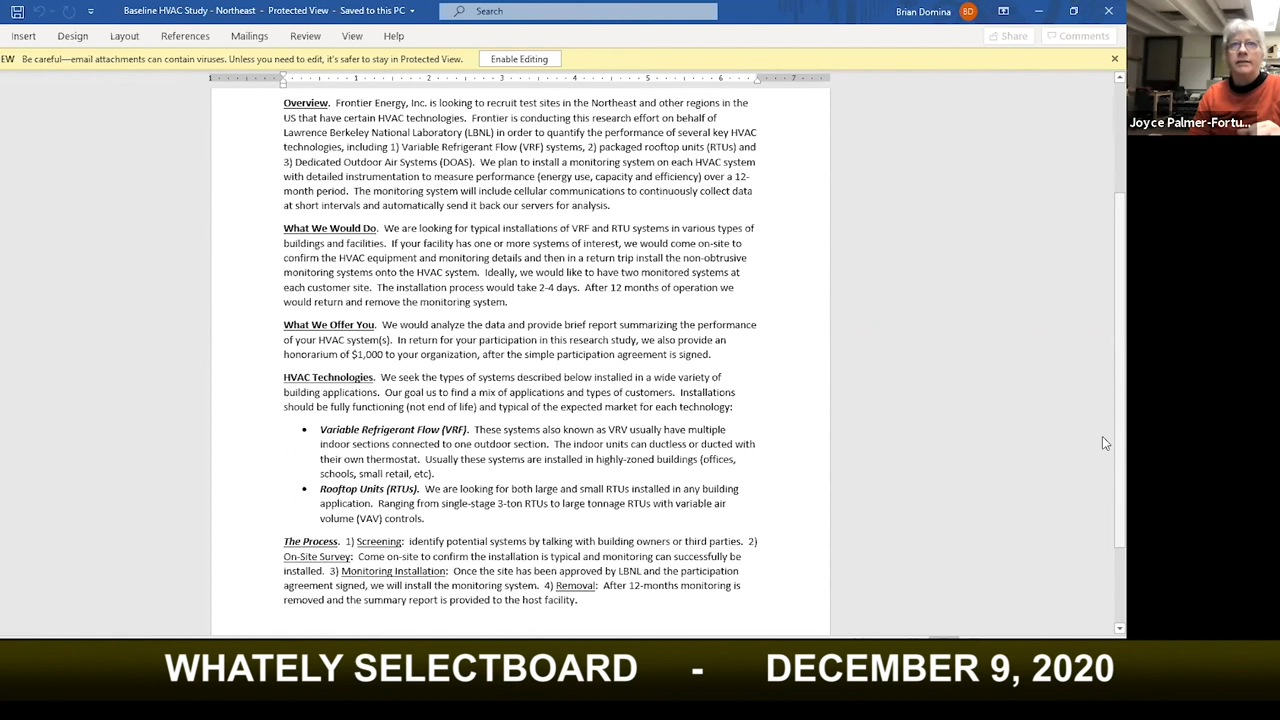 Baseline HVAC Study - Northeast - Protected View - Saved to this PC
Search
Brian Domina BD
Insert Design Layout References Mailings Review View Help Share Comments
EW Be careful—email attachments can contain viruses. Unless you need to edit, it's safer to stay in Protected View. Enable Editing
1 1 2 3 4 5 6 7
Overview. Frontier Energy, Inc. is looking to recruit test sites in the Northeast and other regions in the
US that have certain HVAC technologies. Frontier is conducting this research effort on behalf of
Lawrence Berkeley National Laboratory (LBNL) in order to quantify the performance of several key HVAC
technologies, including 1) Variable Refrigerant Flow (VRF) systems, 2) packaged rooftop units (RTUs) and
3) Dedicated Outdoor Air Systems (DOAS). We plan to install a monitoring system on each HVAC system
with detailed instrumentation to measure performance (energy use, capacity and efficiency) over a 12-
month period. The monitoring system will include cellular communications to continuously collect data
at short intervals and automatically send it back our servers for analysis.
What We Would Do. We are looking for typical installations of VRF and RTU systems in various types of
buildings and facilities. If your facility has one or more systems of interest, we would come on-site to
confirm the HVAC equipment and monitoring details and then in a return trip install the non-obtrusive
monitoring systems onto the HVAC system. Ideally, we would like to have two monitored systems at
each customer site. The installation process would take 2-4 days. After 12 months of operation we
would return and remove the monitoring system.
What We Offer You. We would analyze the data and provide brief report summarizing the performance
of your HVAC system(s). In return for your participation in this research study, we also provide an
honorarium of $1,000 to your organization, after the simple participation agreement is signed.
HVAC Technologies. We seek the types of systems described below installed in a wide variety of
building applications. Our goal us to find a mix of applications and types of customers. Installations
should be fully functioning (not end of life) and typical of the expected market for each technology:
• Variable Refrigerant Flow (VRF). These systems also known as VRV usually have multiple
indoor sections connected to one outdoor section. The indoor units can ductless or ducted with
their own thermostat. Usually these systems are installed in highly-zoned buildings (offices,
schools, small retail, etc).
• Rooftop Units (RTUs). We are looking for both large and small RTUs installed in any building
application. Ranging from single-stage 3-ton RTUs to large tonnage RTUs with variable air
volume (VAV) controls.
The Process. 1) Screening: identify potential systems by talking with building owners or third parties. 2)
On-Site Survey: Come on-site to confirm the installation is typical and monitoring can successfully be
installed. 3) Monitoring Installation: Once the site has been approved by LBNL and the participation
agreement signed, we will install the monitoring system. 4) Removal: After 12-months monitoring is
removed and the summary report is provided to the host facility.
Joyce Palmer-Fortu...
WHATELY SELECTBOARD - DECEMBER 9, 2020